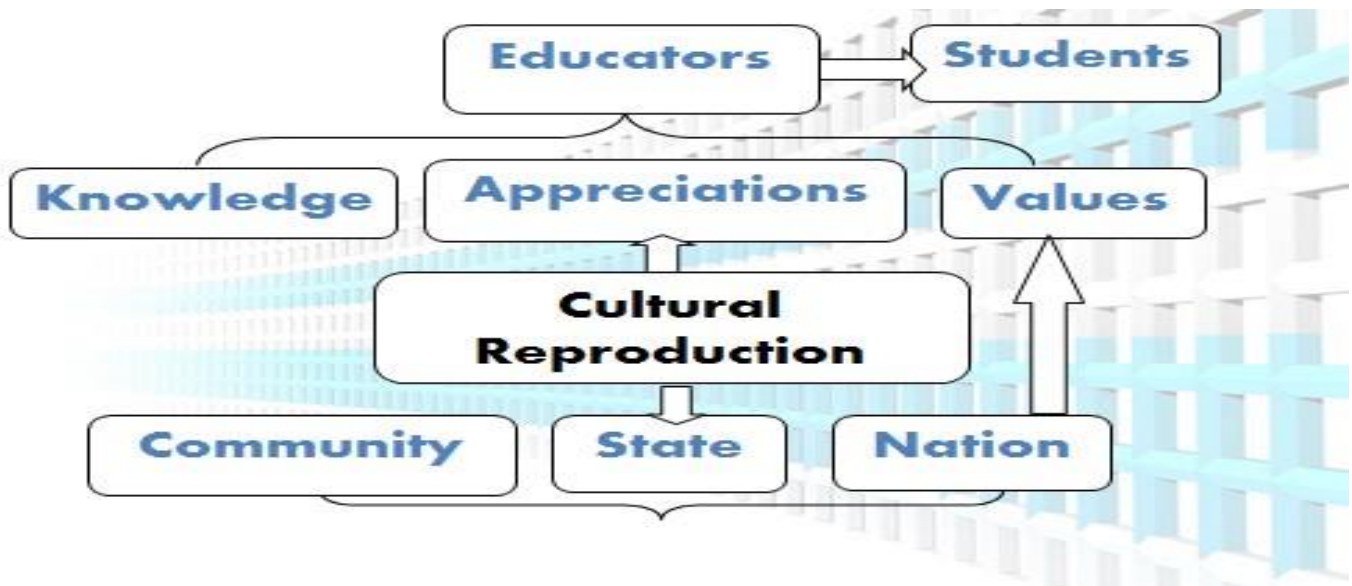 Educators
Students
Knowledge
Appreciations
Values
Cultural
Reproduction
Community
State
Nation